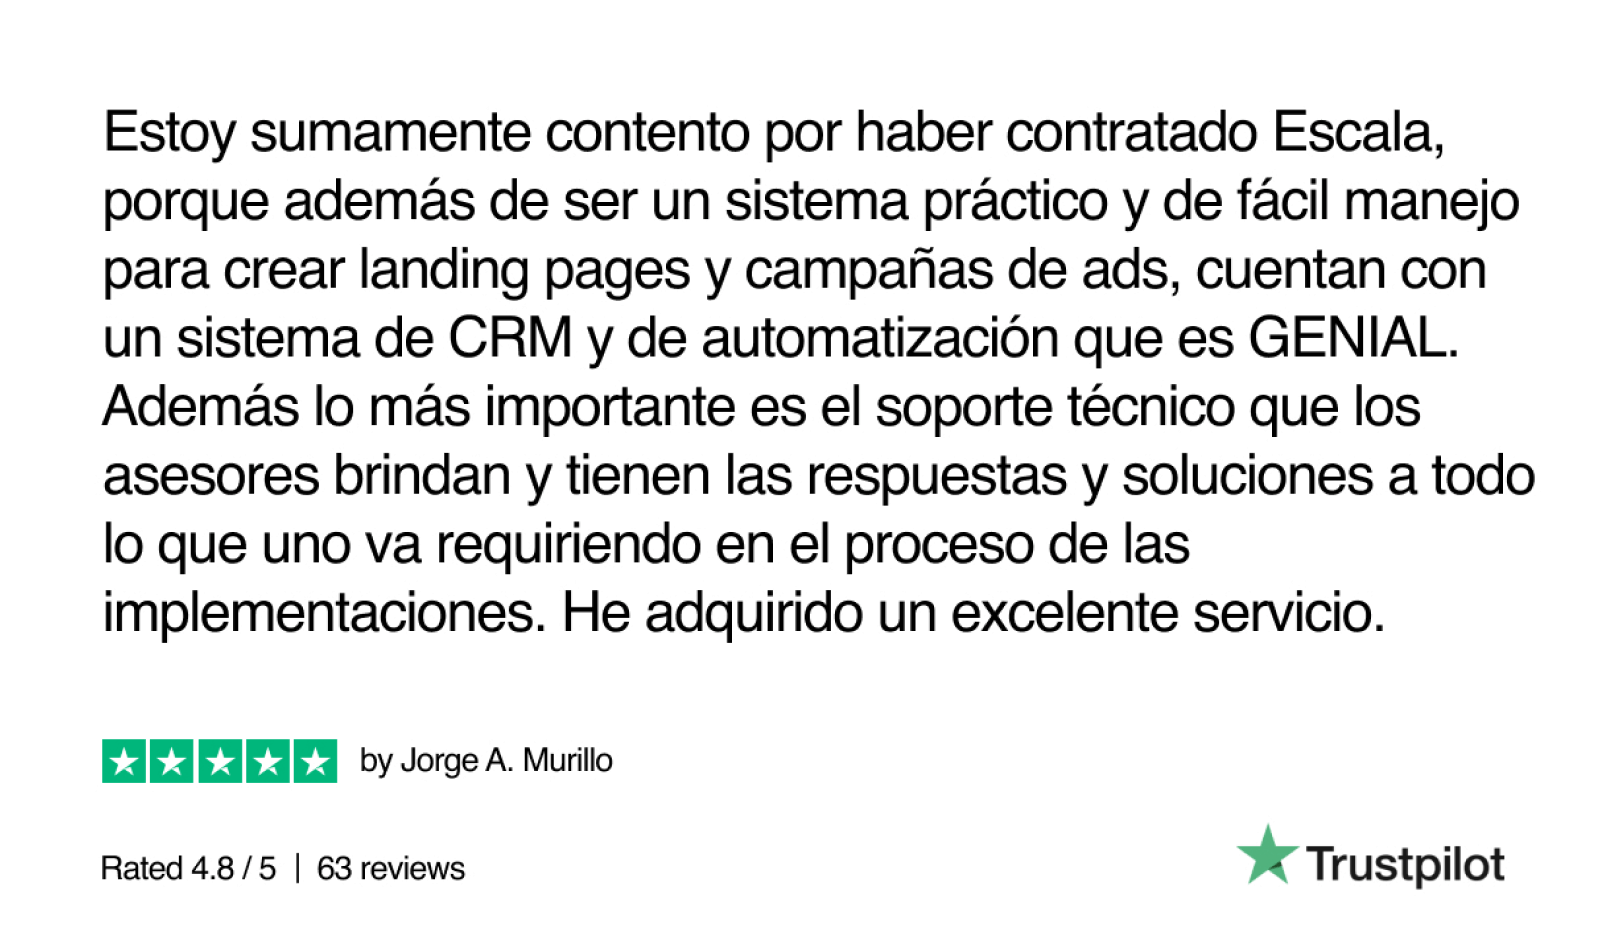 Estoy sumamente contento por haber contratado Escala,
porque además de ser un sistema práctico y de fácil manejo
para crear landing pages y campañas de ads, cuentan con
un sistema de CRM y de automatización que es GENIAL.
Además lo más importante es el soporte técnico que los
asesores brindan y tienen las respuestas y soluciones a todo
lo que uno va requiriendo en el proceso de las
implementaciones. He adquirido un excelente servicio.
by Jorge A. Murillo
Rated 4.8 / 5 | 63 reviews
Trustpilot